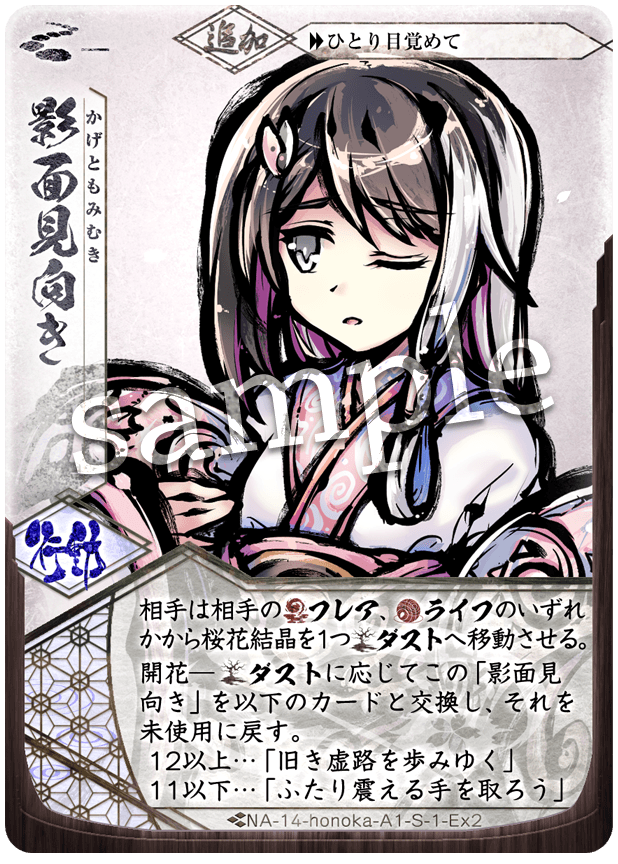 追加
▶▶ひとり目覚めて
影面見向き
かげともみむき
sample
行動
相手は相手のフレア、ライフのいずれ
かから桜花結晶を1つダストへ移動させる。
開花─ダストに応じてこの「影面見
向き」を以下のカードと交換し、それを
未使用に戻す。
12以上…「旧き虚路を歩みゆく」
11以下…「ふたり震える手を取ろう」
NA-14-honoka-A1-S-1-Ex2